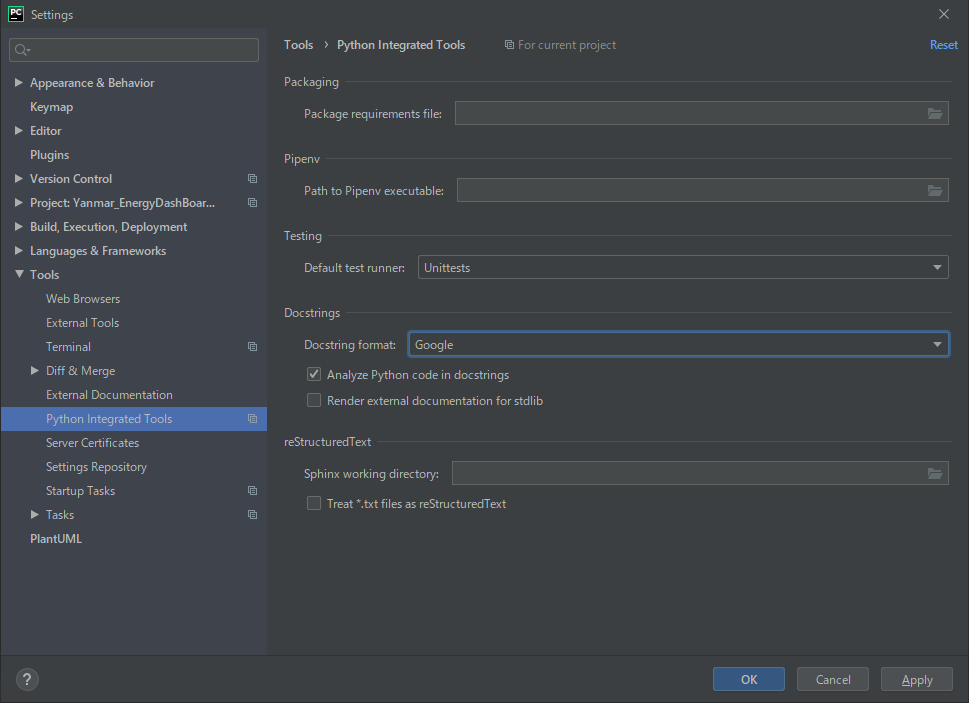 PC Settings
Appearance & Behavior
Keymap
Editor
Plugins
Version Control
Project: Yanmar_EnergyDashBoar...
Build, Execution, Deployment
Languages & Frameworks
Tools
Web Browsers
External Tools
Terminal
Diff & Merge
External Documentation
Python Integrated Tools
Server Certificates
Settings Repository
Startup Tasks
Tasks
PlantUML
Tools › Python Integrated Tools For current project Reset
Packaging
Package requirements file:
Pipenv
Path to Pipenv executable:
Testing
Default test runner: Unittests
Docstrings
Docstring format: Google
Analyze Python code in docstrings
Render external documentation for stdlib
reStructuredText
Sphinx working directory:
Treat *.txt files as reStructuredText
? OK Cancel Apply